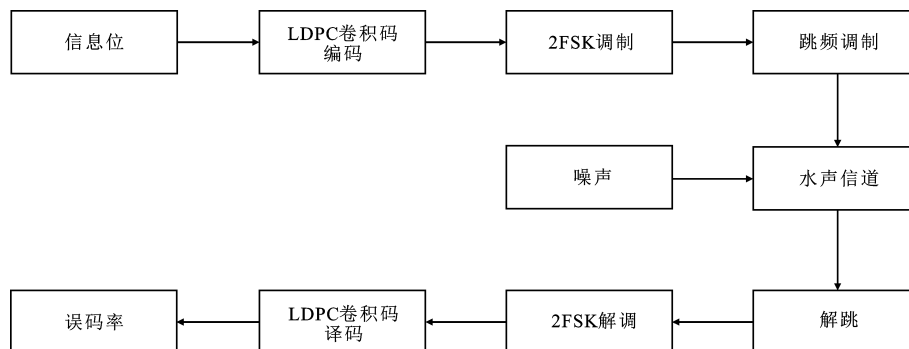 信息位
LDPC卷积码
编码
2FSK调制
跳频调制
噪声
水声信道
误码率
LDPC卷积码
译码
2FSK解调
解跳